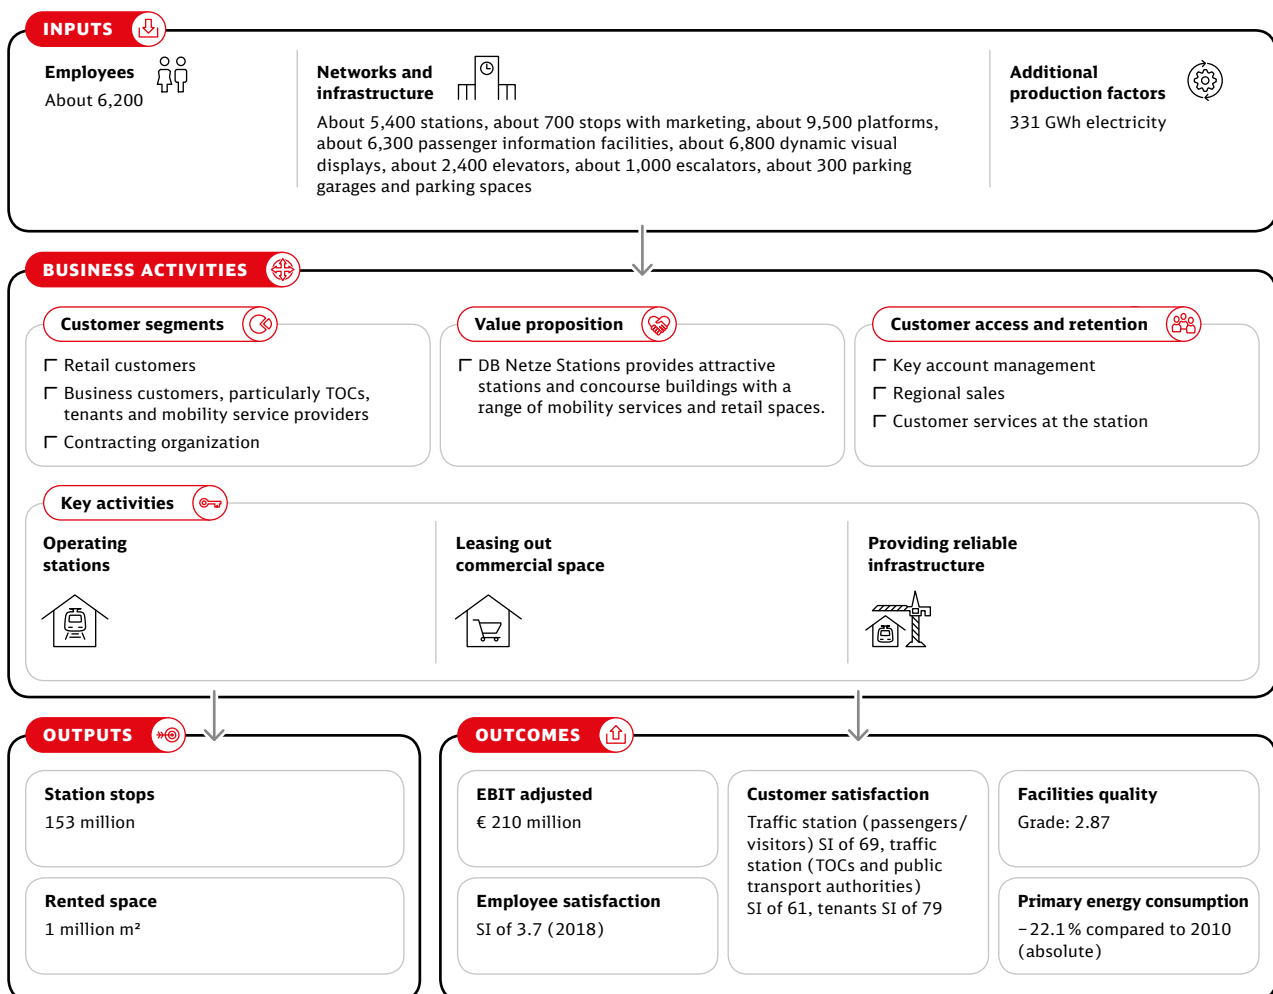 INPUTS
Employees
About 6,200
Networks and
infrastructure
About 5,400 stations, about 700 stops with marketing, about 9,500 platforms,
about 6,300 passenger information facilities, about 6,800 dynamic visual
displays, about 2,400 elevators, about 1,000 escalators, about 300 parking
garages and parking spaces
Additional
production factors
331 GWh electricity
BUSINESS ACTIVITIES
Customer segments
Retail customers
Business customers, particularly TOCs,
tenants and mobility service providers
Contracting organization
Value proposition
DB Netze Stations provides attractive
stations and concourse buildings with a
range of mobility services and retail spaces.
Customer access and retention
Key account management
Regional sales
Customer services at the station
Key activities
Operating
stations
Leasing out
commercial space
Providing reliable
infrastructure
OUTPUTS
Station stops
153 million
Rented space
1 million m²
OUTCOMES
EBIT adjusted
€ 210 million
Employee satisfaction
SI of 3.7 (2018)
Customer satisfaction
Traffic station (passengers/
visitors) SI of 69, traffic
station (TOCs and public
transport authorities)
SI of 61, tenants SI of 79
Facilities quality
Grade: 2.87
Primary energy consumption
–22.1% compared to 2010
(absolute)